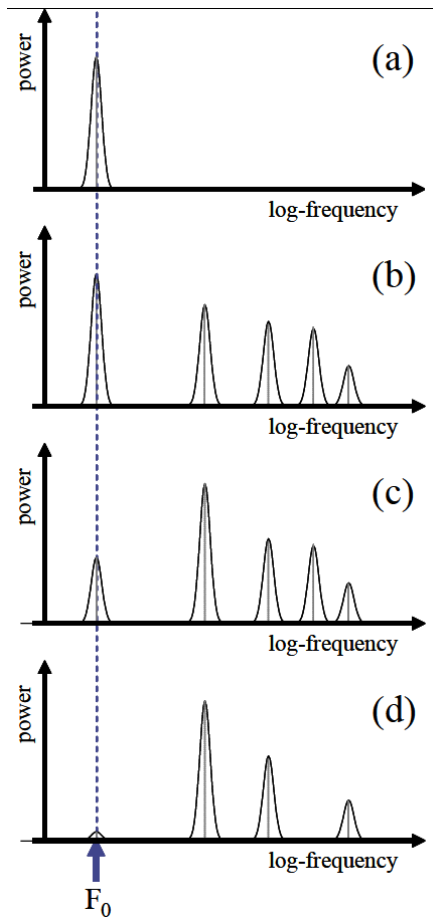 power
(a)
log-frequency
power
(b)
log-frequency
power
(c)
log-frequency
power
(d)
log-frequency
F₀